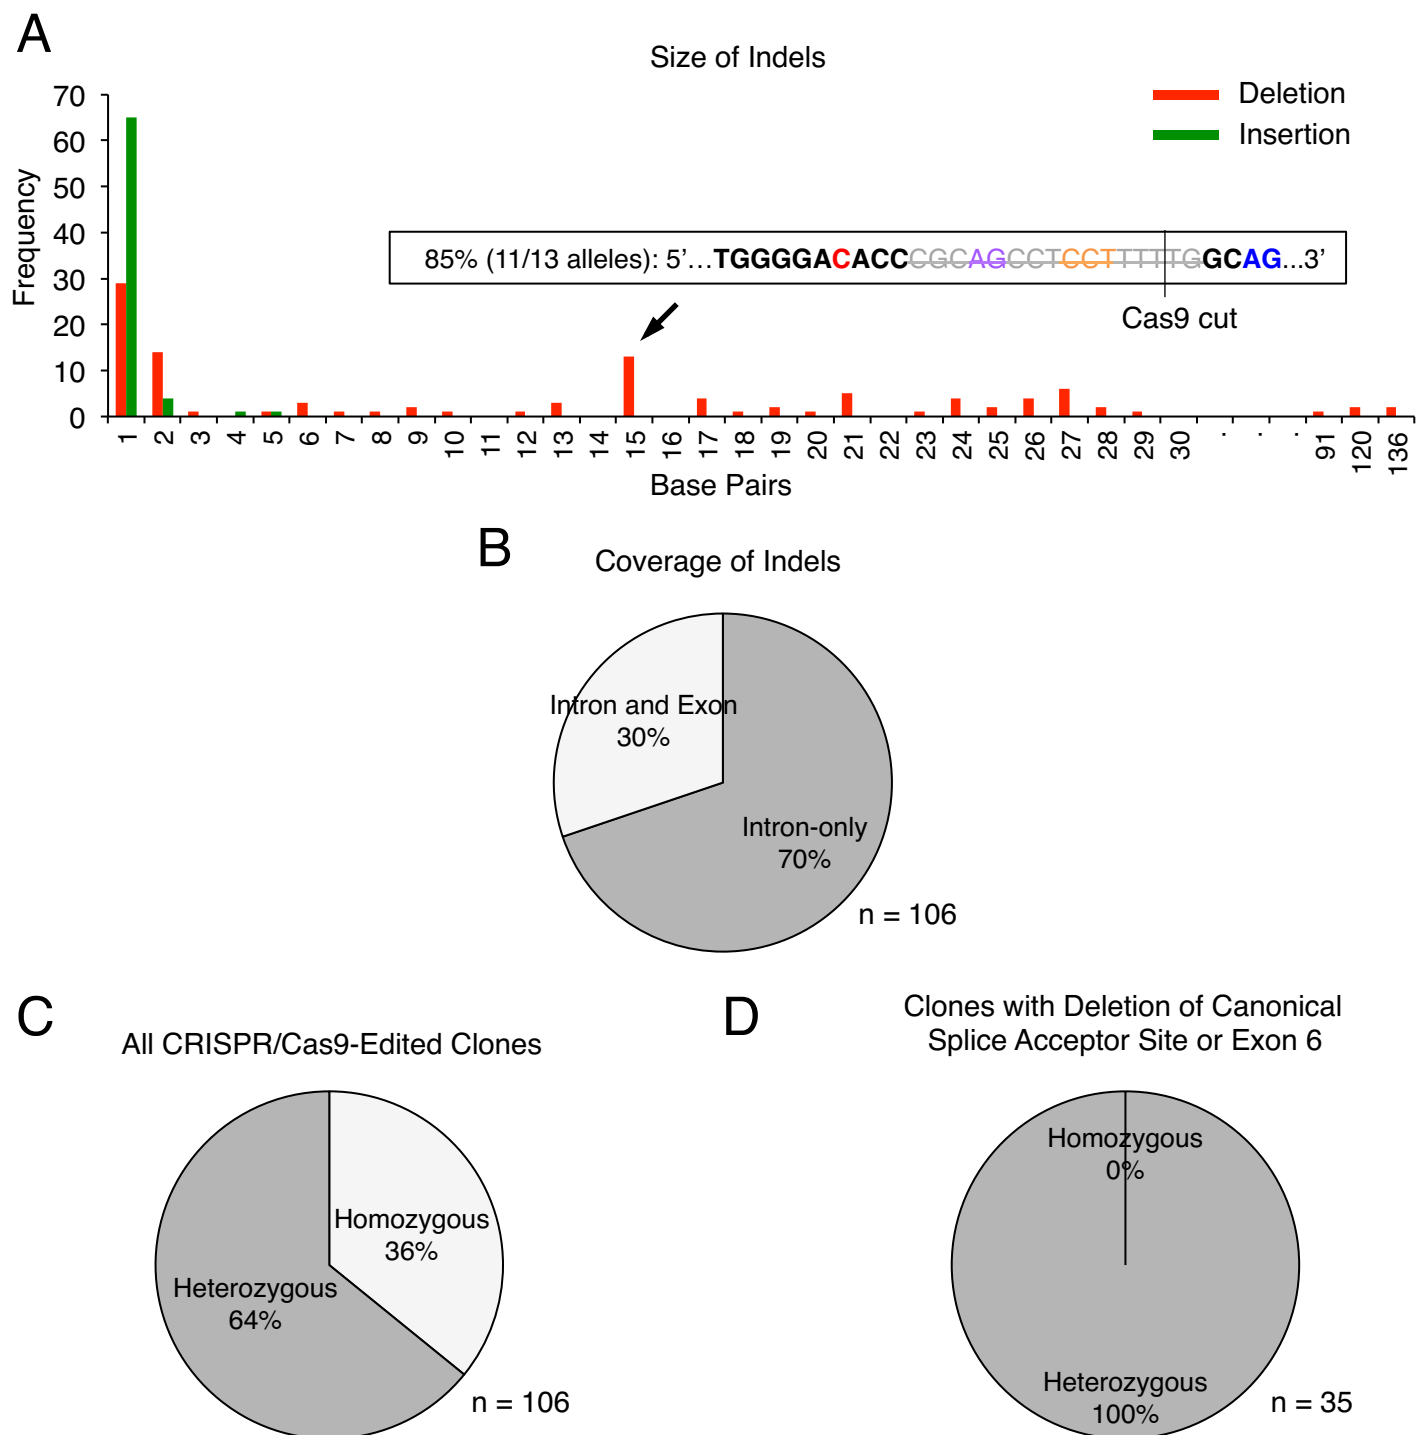 A
Size of Indels
Deletion
Insertion
Frequency
70
60
50
40
30
20
10
0
85% (11/13 alleles): 5’…TGGGGACACCCGCAGCCTCCTTTTTGGCAG...3’
Cas9 cut
1 2 3 4 5 6 7 8 9 10 11 12 13 14 15 16 17 18 19 20 21 22 23 24 25 26 27 28 29 30 . . . 91 120 136
Base Pairs
B
Coverage of Indels
Intron and Exon
30%
Intron-only
70%
n = 106
C
All CRISPR/Cas9-Edited Clones
Homozygous
36%
Heterozygous
64%
n = 106
D
Clones with Deletion of Canonical
Splice Acceptor Site or Exon 6
Homozygous
0%
Heterozygous
100%
n = 35